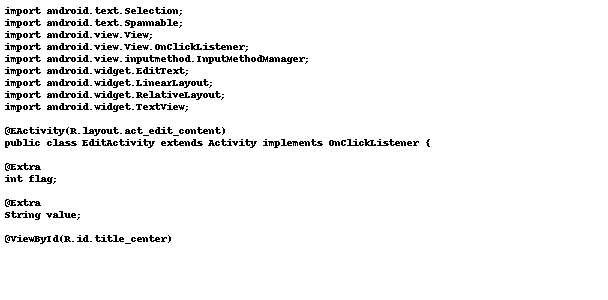 import android.text.Selection;
import android.text.Spannable;
import android.view.View;
import android.view.View.OnClickListener;
import android.view.inputmethod.InputMethodManager;
import android.widget.EditText;
import android.widget.LinearLayout;
import android.widget.RelativeLayout;
import android.widget.TextView;
@EActivity(R.layout.act_edit_content)
public class EditActivity extends Activity implements OnClickListener {
@Extra
int flag;
@Extra
String value;
@ViewById(R.id.title_center)